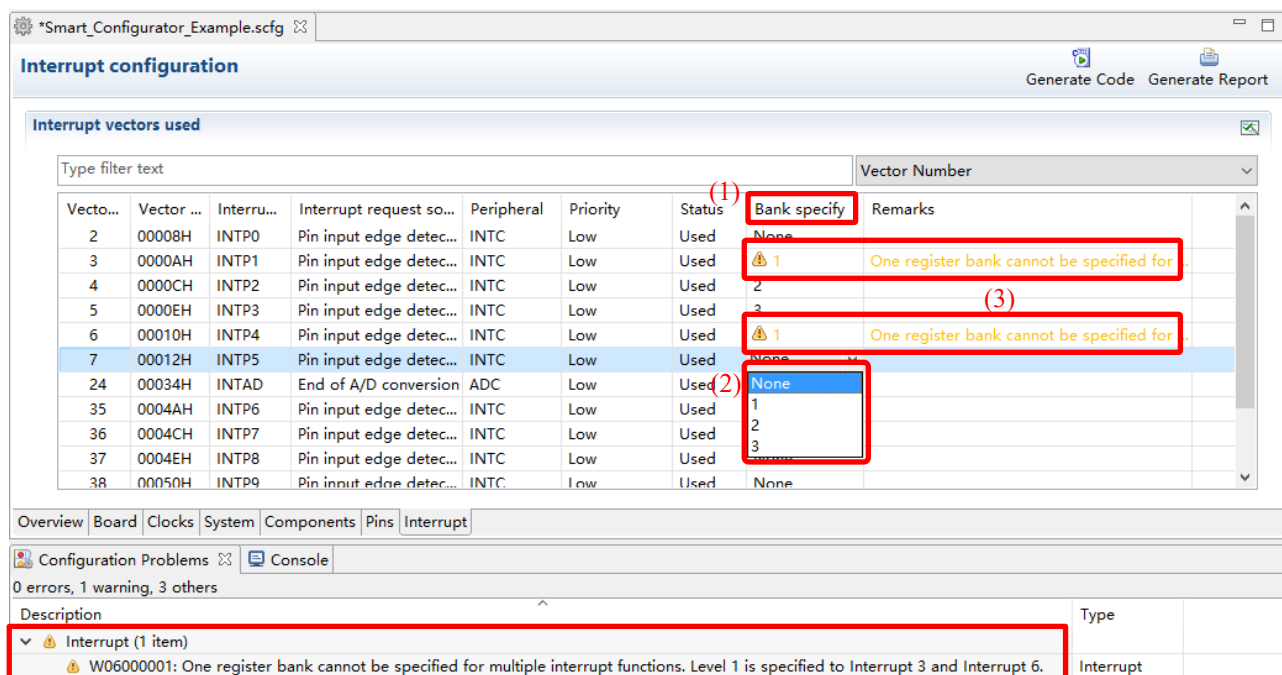 *Smart_Configurator_Example.scfg
Interrupt configuration
Generate Code Generate Report
Interrupt vectors used
Type filter text Vector Number
(1)
Vecto... Vector ... Interru... Interrupt request so... Peripheral Priority Status Bank specify Remarks
2 00008H INTP0 Pin input edge detec... INTC Low Used None
3 0000AH INTP1 Pin input edge detec... INTC Low Used 1 One register bank cannot be specified for ...
4 0000CH INTP2 Pin input edge detec... INTC Low Used 2
5 0000EH INTP3 Pin input edge detec... INTC Low Used 3
(3)
6 00010H INTP4 Pin input edge detec... INTC Low Used 1 One register bank cannot be specified for ...
7 00012H INTP5 Pin input edge detec... INTC Low Used None
24 00034H INTAD End of A/D conversion ADC Low Used (2) None
35 0004AH INTP6 Pin input edge detec... INTC Low Used 1
36 0004CH INTP7 Pin input edge detec... INTC Low Used 2
37 0004EH INTP8 Pin input edge detec... INTC Low Used 3
38 00050H INTP9 Pin input edge detec... INTC Low Used None
Overview Board Clocks System Components Pins Interrupt
Configuration Problems Console
0 errors, 1 warning, 3 others
Description Type
Interrupt (1 item)
W06000001: One register bank cannot be specified for multiple interrupt functions. Level 1 is specified to Interrupt 3 and Interrupt 6. Interrupt